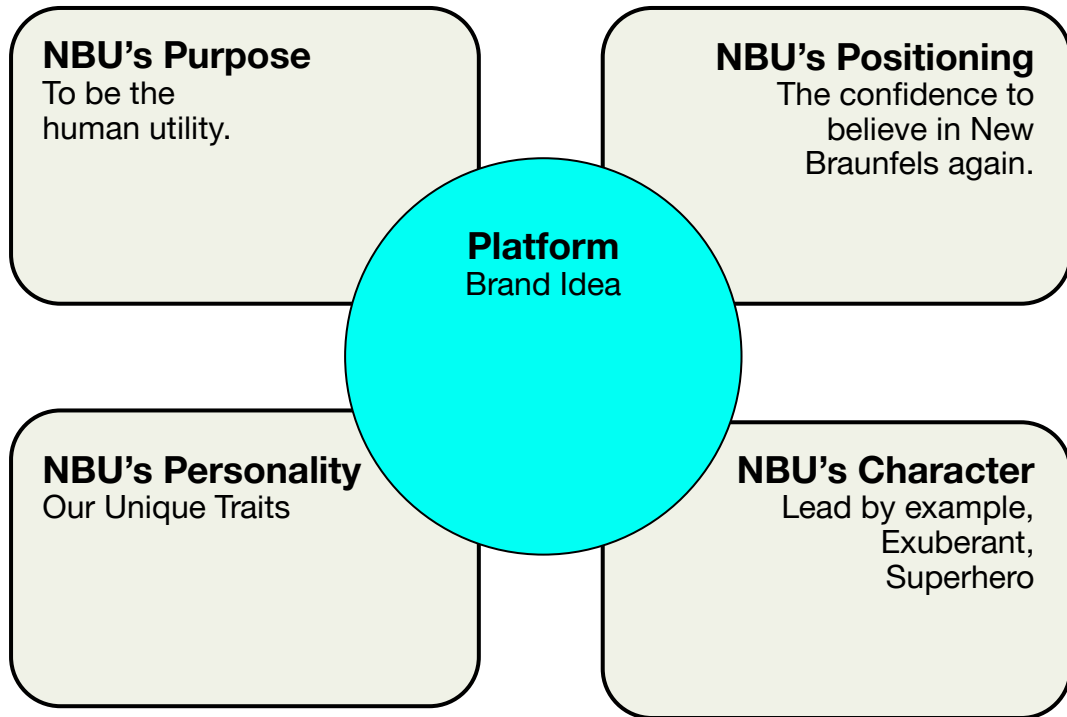 NBU’s Purpose
To be the
human utility.
NBU’s Positioning
The confidence to
believe in New
Braunfels again.
Platform
Brand Idea
NBU’s Personality
Our Unique Traits
NBU’s Character
Lead by example,
Exuberant,
Superhero